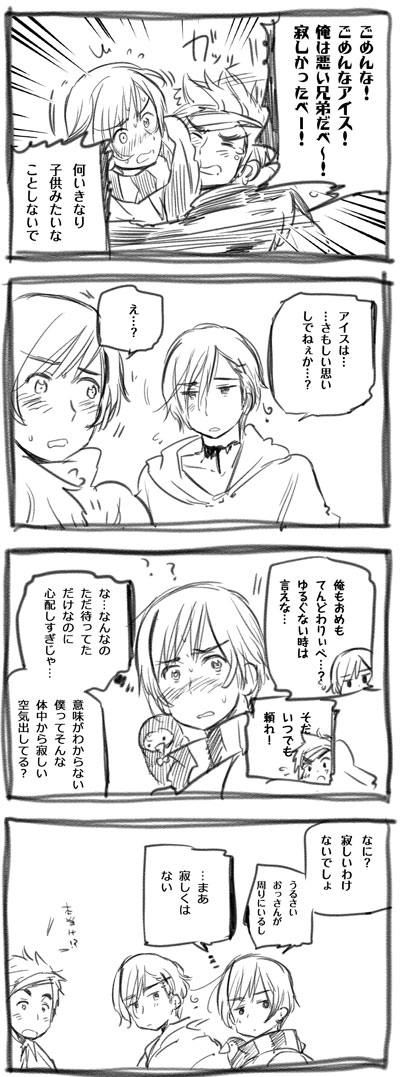 ごめんな!
ごめんなアイス!
俺は悪い兄弟だべ〜!
寂しかったべー!
ガッ
何いきなり
子供みたいな
ことしないで
アイスは…
…さもしい思い
しでねぇか…?
え…?
俺もおめも
てんどわりぃべ…?
ゆるぐない時は
言えな…
そだ
いつでも
頼れ!
??
な…なんなの
ただ待ってた
だけなのに
心配しすぎじゃ…
意味がわからない
僕ってそんな
体中から寂しい
空気出してる?
なに?
寂しいわけ
ないでしょ
うるさい
おっさんが
周りにいるし
…まあ
寂しくは
ない